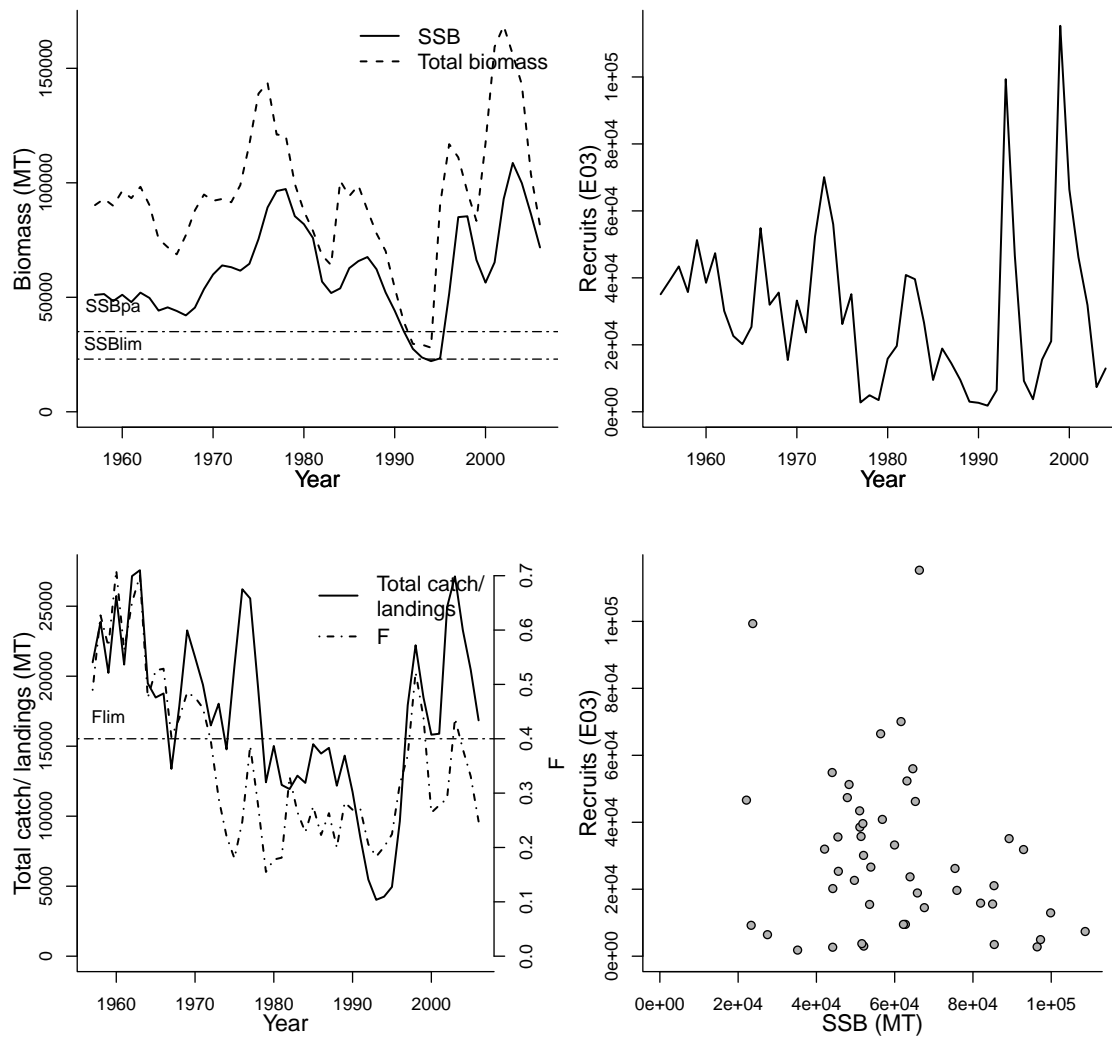 SSB
Total biomass
Biomass (MT)
150000
100000
50000
0
SSBpa
SSBlim
1960
1970
1980
1990
2000
Year
Recruits (E03)
1e+05
8e+04
6e+04
4e+04
2e+04
0e+00
1960
1970
1980
1990
2000
Year
Total catch/
landings
F
Total catch/ landings (MT)
25000
20000
15000
10000
5000
0
Flim
0.7
0.6
0.5
0.4
0.3
0.2
0.1
0.0
F
1960
1970
1980
1990
2000
Year
Recruits (E03)
1e+05
8e+04
6e+04
4e+04
2e+04
0e+00
0e+00
2e+04
4e+04
6e+04
8e+04
1e+05
SSB (MT)